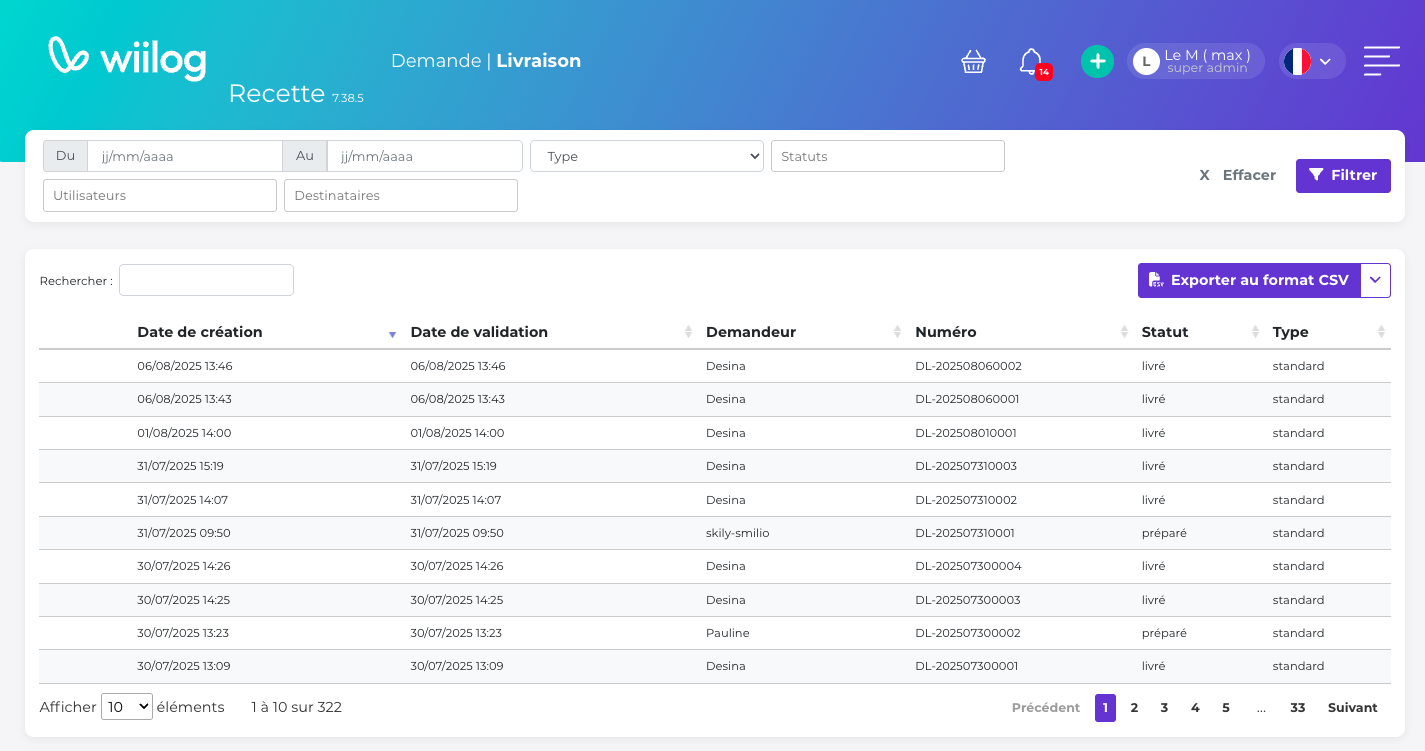 wiilog
Recette 7.38.5
Demande | Livraison
14
L
Le M ( max )
super admin
Du jj/mm/aaaa Au jj/mm/aaaa Type Statuts
Utilisateurs Destinataires
X Effacer Filtrer
Rechercher :
CSV Exporter au format CSV
Date de création Date de validation Demandeur Numéro Statut Type
06/08/2025 13:46 06/08/2025 13:46 Desina DL-202508060002 livré standard
06/08/2025 13:43 06/08/2025 13:43 Desina DL-202508060001 livré standard
01/08/2025 14:00 01/08/2025 14:00 Desina DL-202508010001 livré standard
31/07/2025 15:19 31/07/2025 15:19 Desina DL-202507310003 livré standard
31/07/2025 14:07 31/07/2025 14:07 Desina DL-202507310002 livré standard
31/07/2025 09:50 31/07/2025 09:50 skily-smilio DL-202507310001 préparé standard
30/07/2025 14:26 30/07/2025 14:26 Desina DL-202507300004 livré standard
30/07/2025 14:25 30/07/2025 14:25 Desina DL-202507300003 livré standard
30/07/2025 13:23 30/07/2025 13:23 Pauline DL-202507300002 préparé standard
30/07/2025 13:09 30/07/2025 13:09 Desina DL-202507300001 livré standard
Afficher 10 éléments 1 à 10 sur 322 Précédent 1 2 3 4 5 ... 33 Suivant